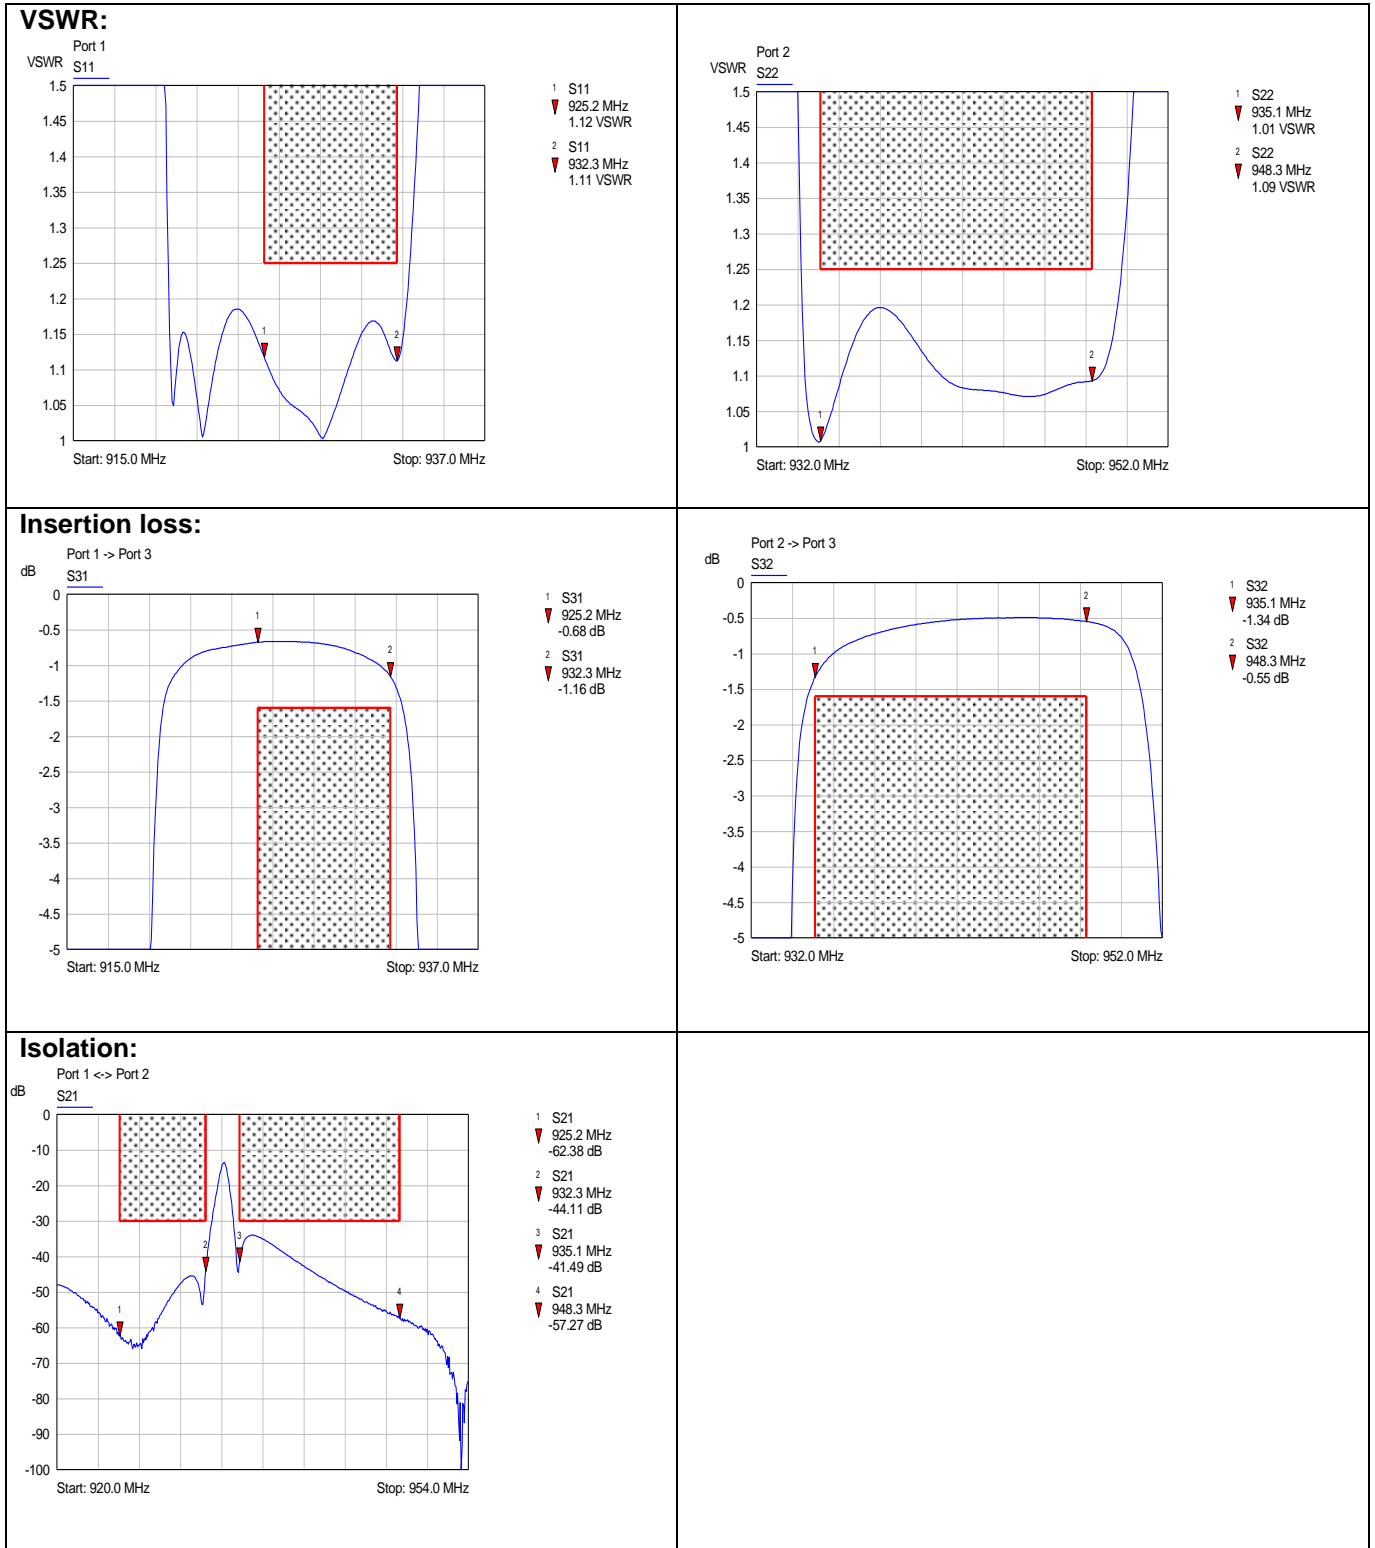 VSWR:
Port 1
VSWR
S11
1.5
1.45
1.4
1.35
1.3
1.25
1.2
1.15
1.1
1.05
1
1
2
Start: 915.0 MHz
Stop: 937.0 MHz
1 S11
925.2 MHz
1.12 VSWR
2 S11
932.3 MHz
1.11 VSWR
Port 2
VSWR
S22
1.5
1.45
1.4
1.35
1.3
1.25
1.2
1.15
1.1
1.05
1
1
2
Start: 932.0 MHz
Stop: 952.0 MHz
1 S22
935.1 MHz
1.01 VSWR
2 S22
948.3 MHz
1.09 VSWR
Insertion loss:
Port 1 -> Port 3
dB
S31
0
-0.5
-1
-1.5
-2
-2.5
-3
-3.5
-4
-4.5
-5
1
2
Start: 915.0 MHz
Stop: 937.0 MHz
1 S31
925.2 MHz
-0.68 dB
2 S31
932.3 MHz
-1.16 dB
Port 2 -> Port 3
dB
S32
0
-0.5
-1
-1.5
-2
-2.5
-3
-3.5
-4
-4.5
-5
1
2
Start: 932.0 MHz
Stop: 952.0 MHz
1 S32
935.1 MHz
-1.34 dB
2 S32
948.3 MHz
-0.55 dB
Isolation:
Port 1 <-> Port 2
dB
S21
0
-10
-20
-30
-40
-50
-60
-70
-80
-90
-100
1
2
3
4
Start: 920.0 MHz
Stop: 954.0 MHz
1 S21
925.2 MHz
-62.38 dB
2 S21
932.3 MHz
-44.11 dB
3 S21
935.1 MHz
-41.49 dB
4 S21
948.3 MHz
-57.27 dB